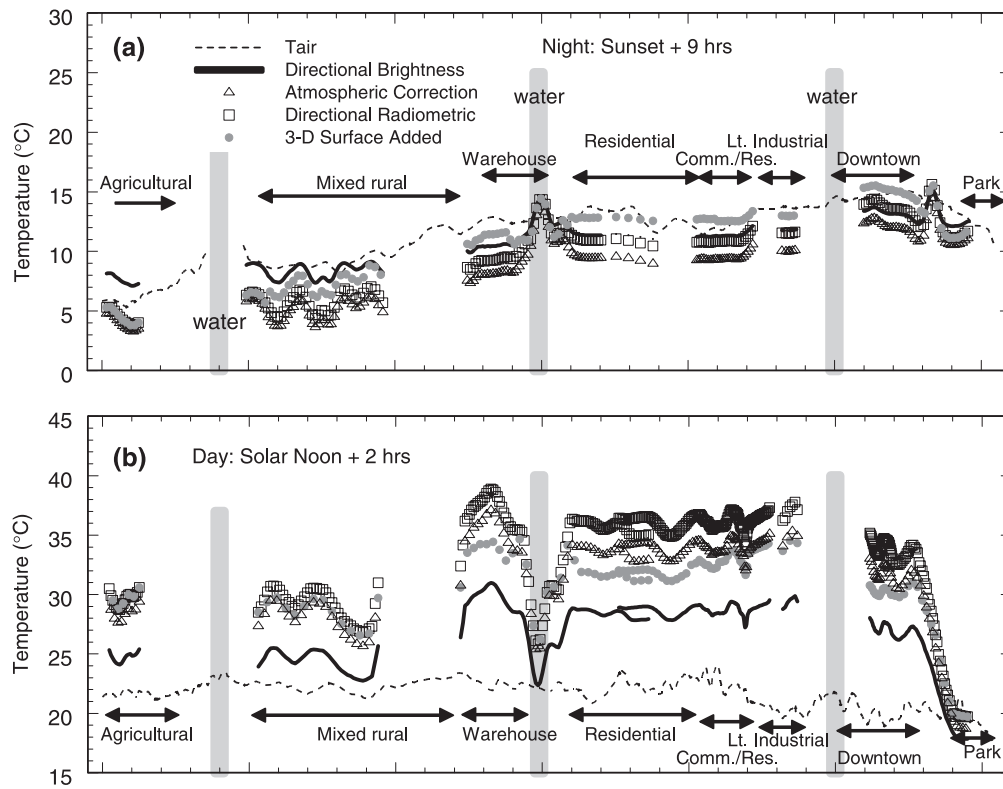 30
(a)
Tair
Night: Sunset + 9 hrs
25
Directional Brightness
Atmospheric Correction
water
water
20
Directional Radiometric
3-D Surface Added
Residential
Lt. Industrial
Warehouse
Comm./Res.
Downtown
Agricultural
Mixed rural
Park
15
10
5
water
0
Temperature (°C)
45
(b)
Day: Solar Noon + 2 hrs
40
35
30
25
20
Agricultural
Mixed rural
Warehouse
Residential
Lt. Industrial
Comm./Res.
Downtown
Park
15
Temperature (°C)